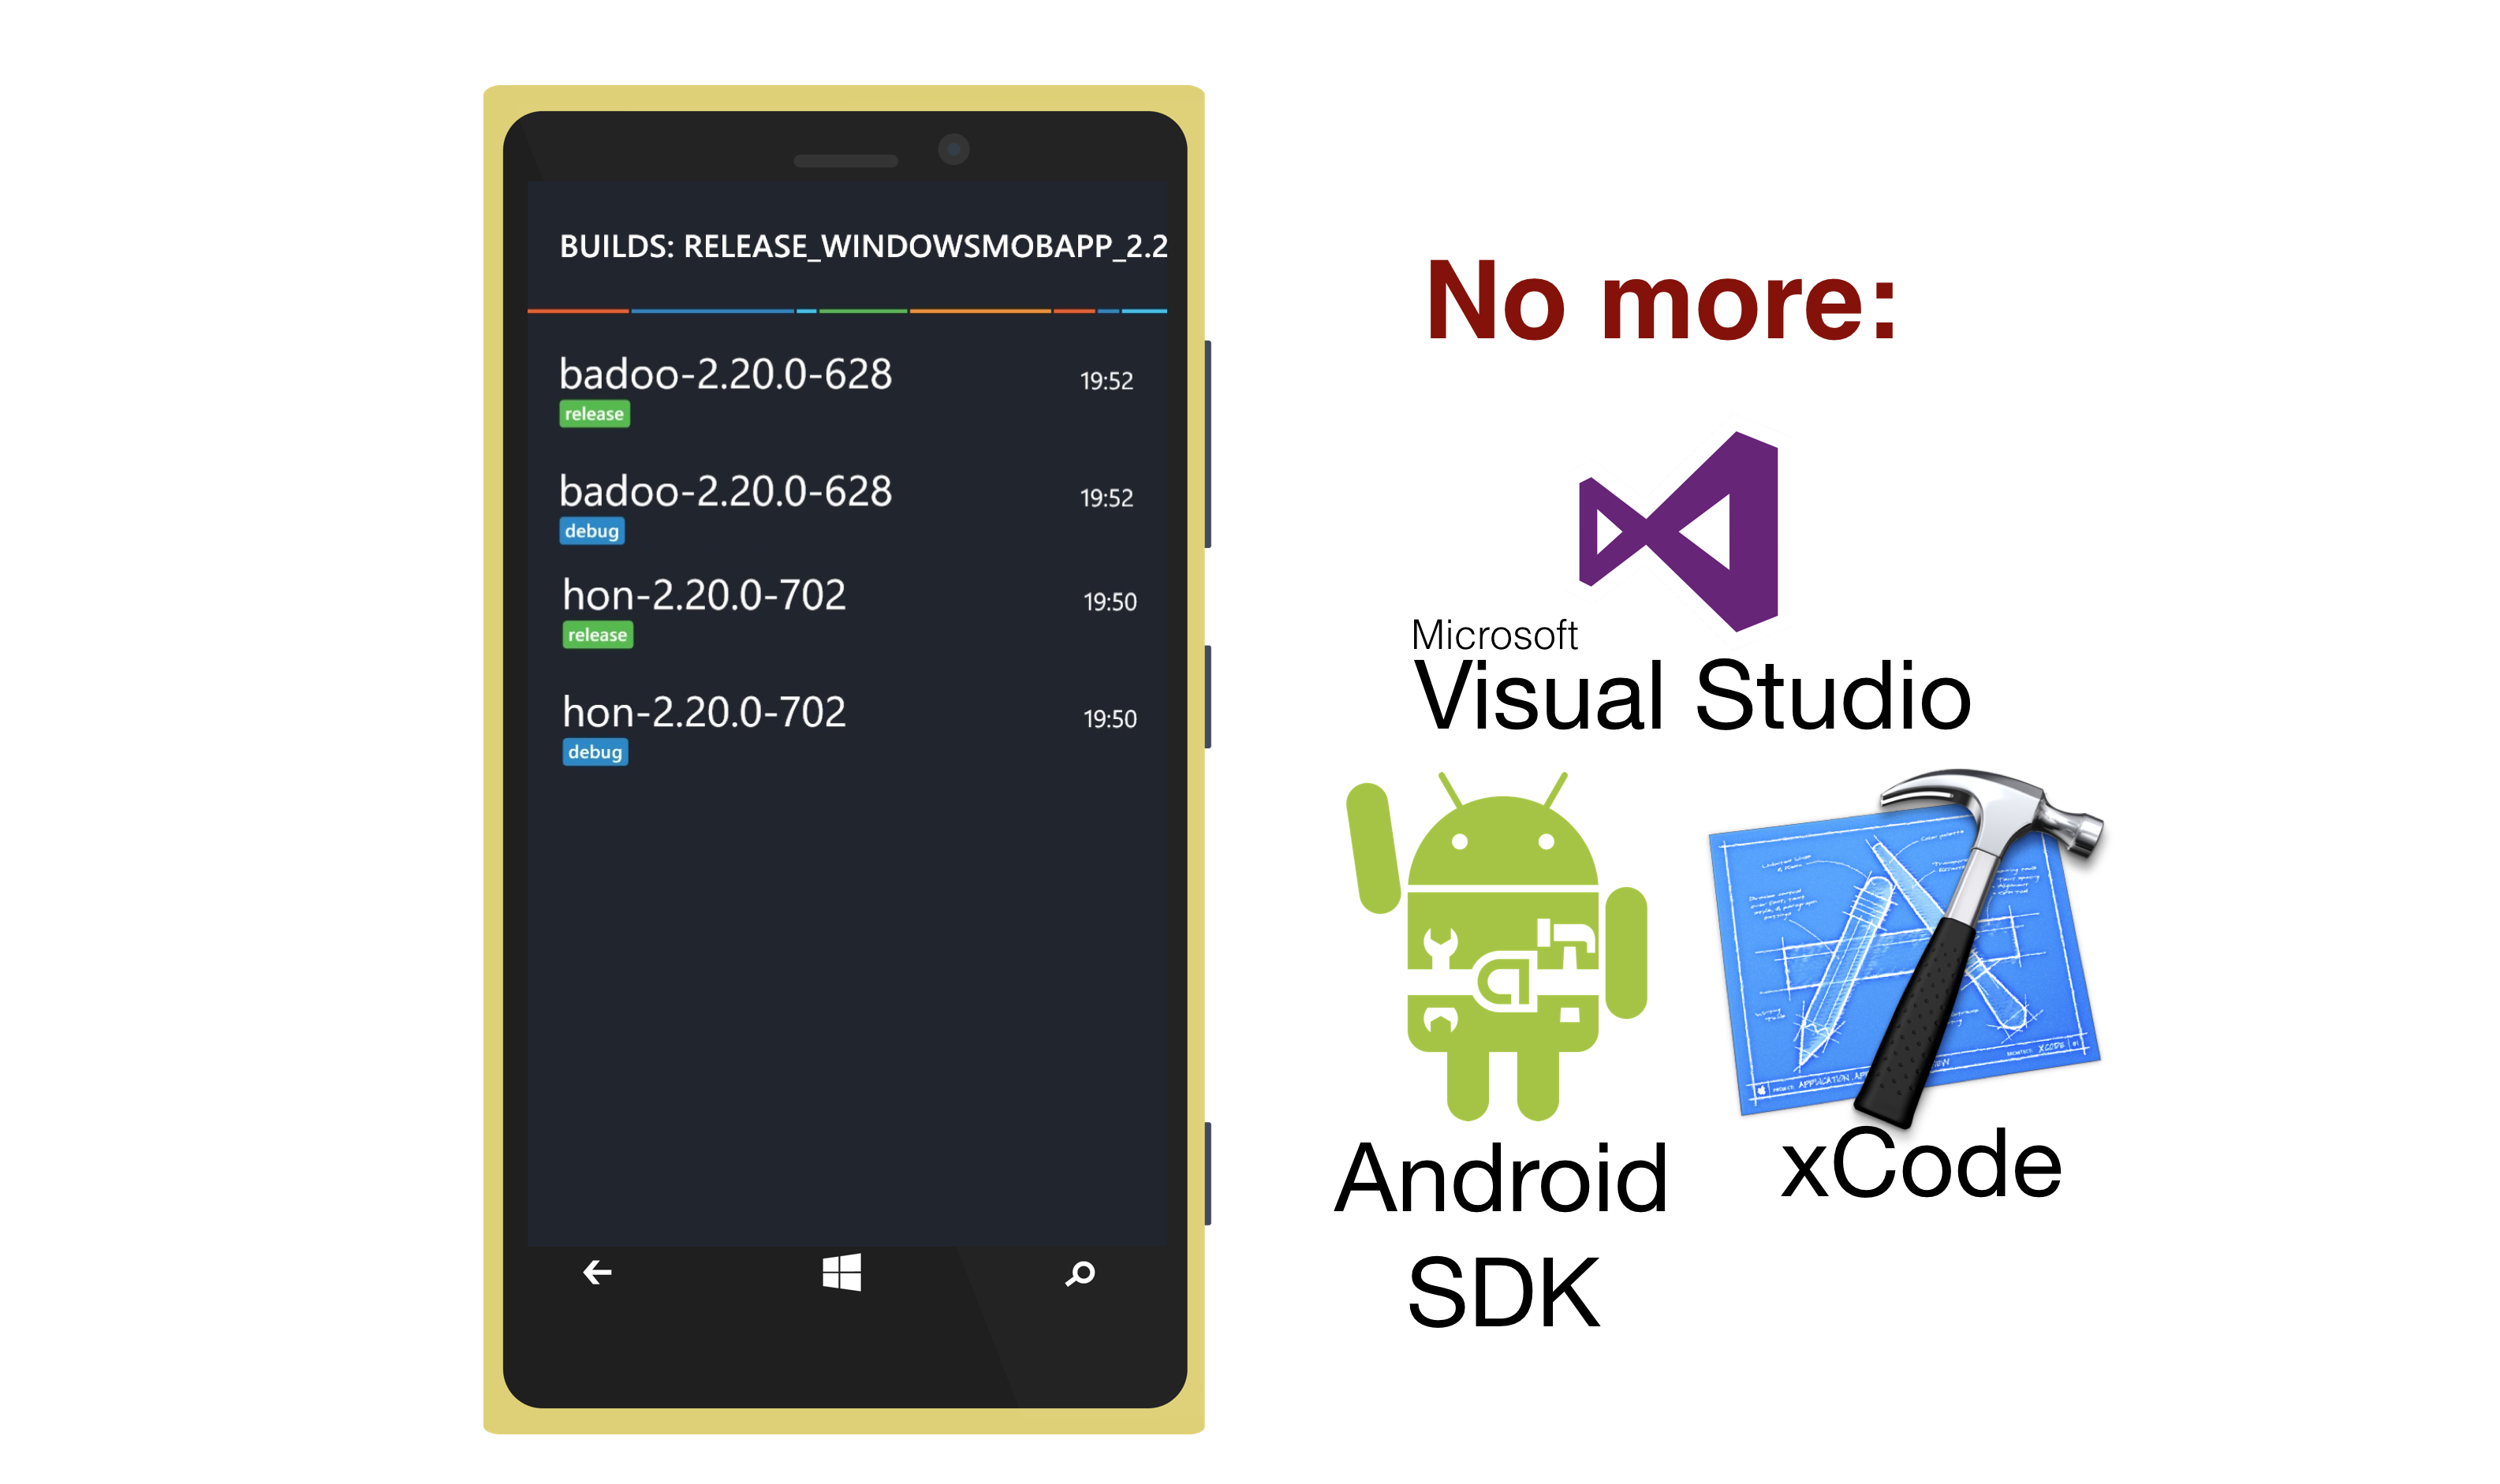 BUILDS: RELEASE_WINDOWSMOBAPP_2.2
badoo-2.20.0-628 19:52
release
badoo-2.20.0-628 19:52
debug
hon-2.20.0-702 19:50
release
hon-2.20.0-702 19:50
debug
No more:
Microsoft
Visual Studio
Android
SDK
xCode